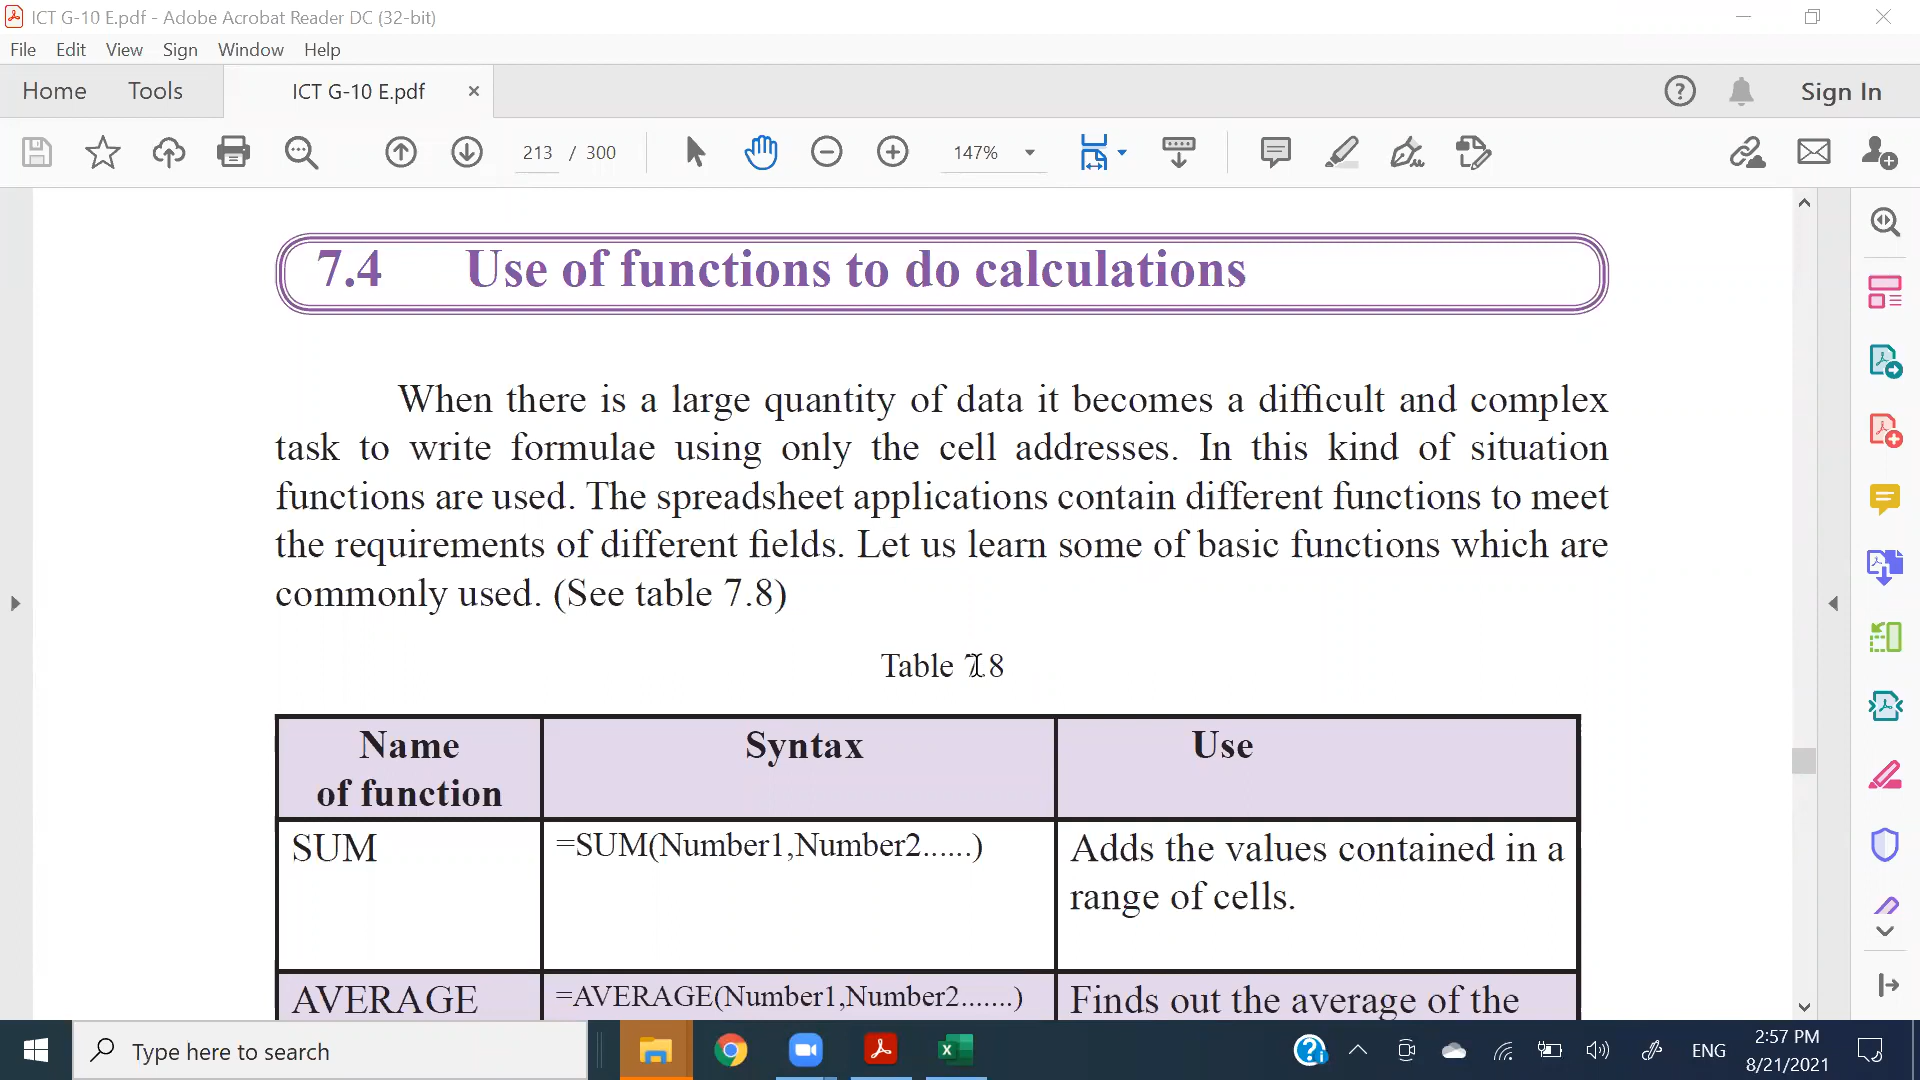 ICT G-10 E.pdf - Adobe Acrobat Reader DC (32-bit)
File Edit View Sign Window Help
Home Tools ICT G-10 E.pdf × Sign In
213 / 300 147%
7.4 Use of functions to do calculations
When there is a large quantity of data it becomes a difficult and complex
task to write formulae using only the cell addresses. In this kind of situation
functions are used. The spreadsheet applications contain different functions to meet
the requirements of different fields. Let us learn some of basic functions which are
commonly used. (See table 7.8)
Table 7.8
Name of function Syntax Use
SUM =SUM(Number1,Number2......) Adds the values contained in a
range of cells.
AVERAGE =AVERAGE(Number1,Number2.......) Finds out the average of the
Type here to search
ENG 2:57 PM
8/21/2021